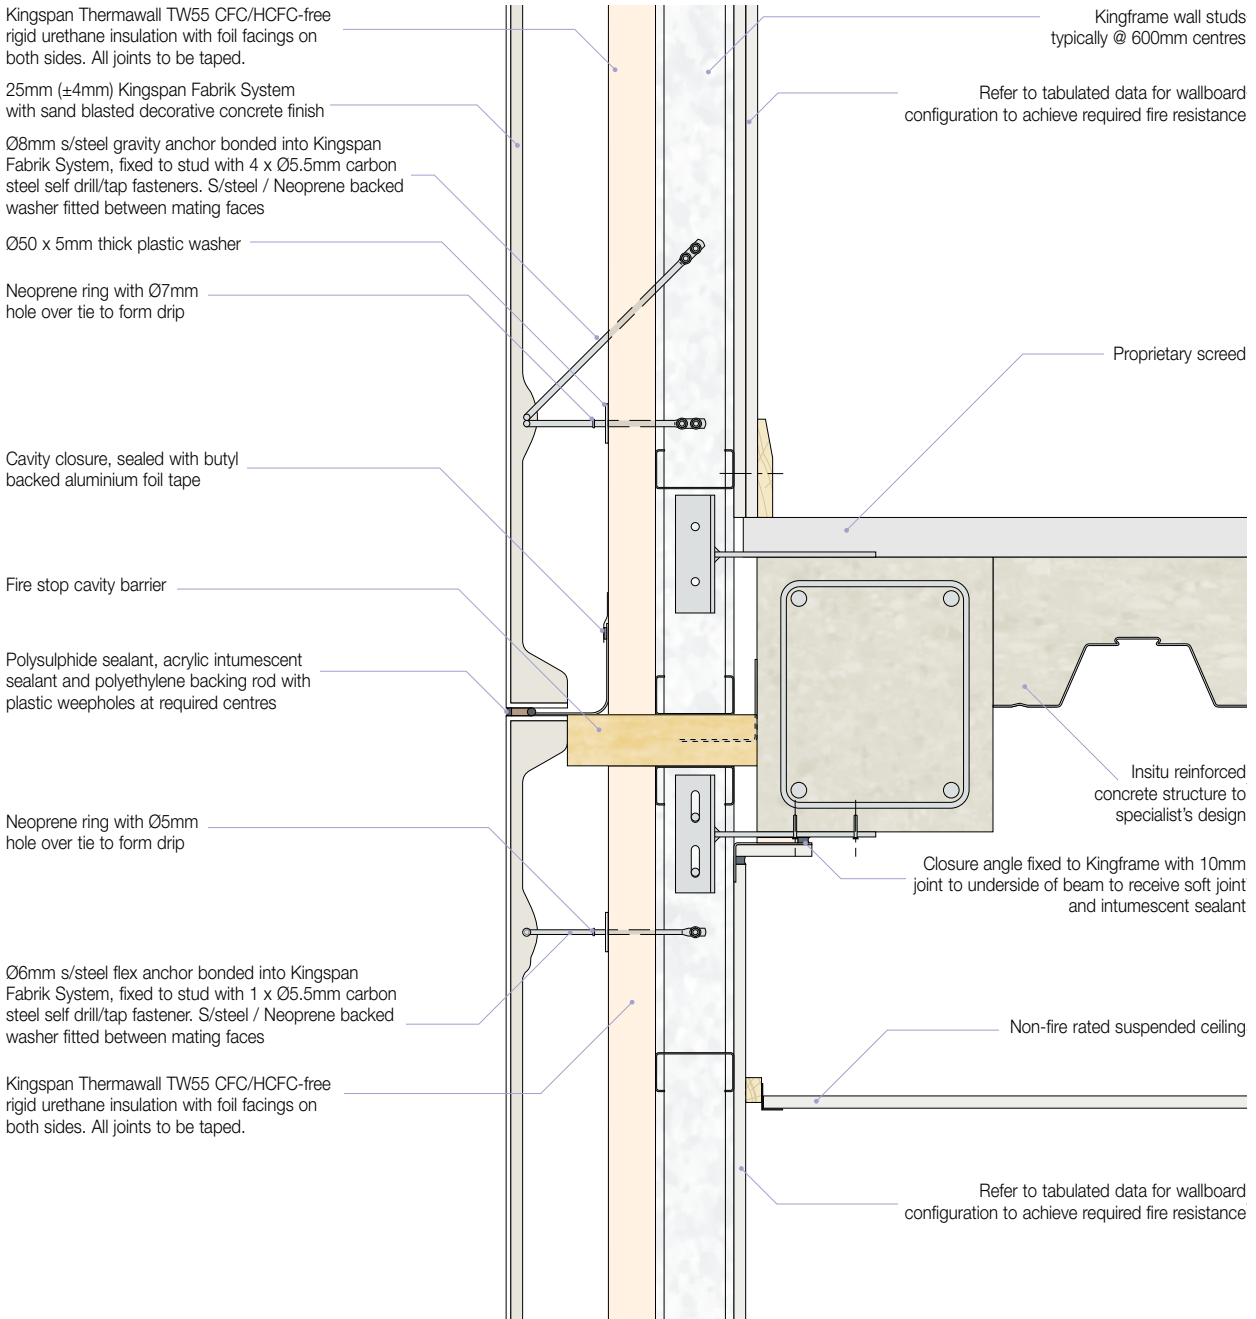 Kingspan Thermawall TW55 CFC/HCFC-free
rigid urethane insulation with foil facings on
both sides. All joints to be taped.
25mm (±4mm) Kingspan Fabrik System
with sand blasted decorative concrete finish
Ø8mm s/steel gravity anchor bonded into Kingspan
Fabrik System, fixed to stud with 4 x Ø5.5mm carbon
steel self drill/tap fasteners. S/steel / Neoprene backed
washer fitted between mating faces
Ø50 x 5mm thick plastic washer
Neoprene ring with Ø7mm
hole over tie to form drip
Cavity closure, sealed with butyl
backed aluminium foil tape
Fire stop cavity barrier
Polysulphide sealant, acrylic intumescent
sealant and polyethylene backing rod with
plastic weepholes at required centres
Neoprene ring with Ø5mm
hole over tie to form drip
Ø6mm s/steel flex anchor bonded into Kingspan
Fabrik System, fixed to stud with 1 x Ø5.5mm carbon
steel self drill/tap fastener. S/steel / Neoprene backed
washer fitted between mating faces
Kingspan Thermawall TW55 CFC/HCFC-free
rigid urethane insulation with foil facings on
both sides. All joints to be taped.
Kingframe wall studs
typically @ 600mm centres
Refer to tabulated data for wallboard
configuration to achieve required fire resistance
Proprietary screed
Insitu reinforced
concrete structure to
specialist's design
Closure angle fixed to Kingframe with 10mm
joint to underside of beam to receive soft joint
and intumescent sealant
Non-fire rated suspended ceiling
Refer to tabulated data for wallboard
configuration to achieve required fire resistance